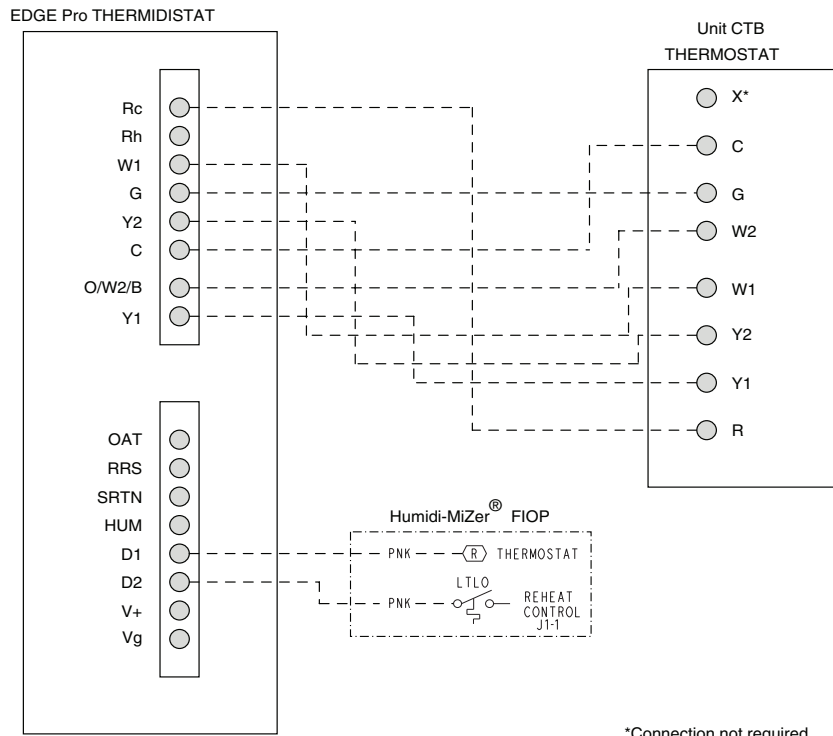 EDGE Pro THERMIDISTAT
Rc
Rh
W1
G
Y2
C
O/W2/B
Y1
OAT
RRS
SRTN
HUM
D1
D2
V+
Vg
Unit CTB
THERMOSTAT
X*
C
G
W2
W1
Y2
Y1
R
Humidi-MiZer® FIOP
PNK R THERMOSTAT
LTLO
PNK REHEAT
CONTROL
J1-1
*Connection not required.